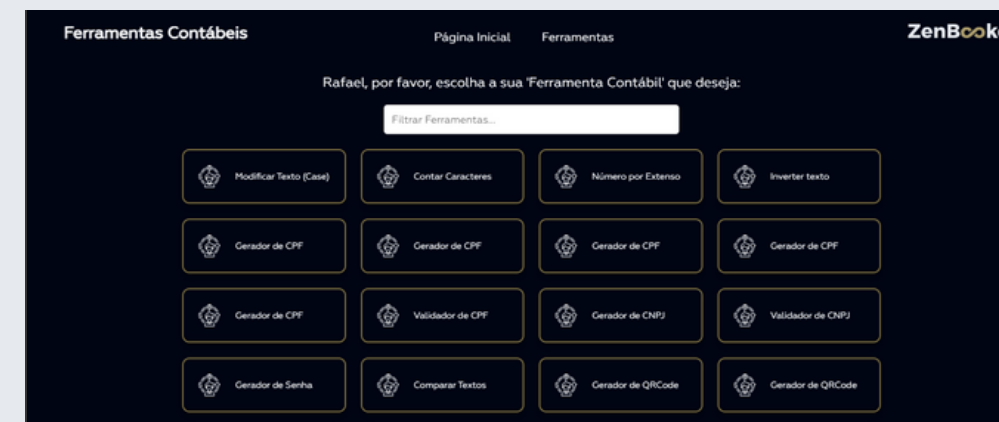 Ferramentas Contábeis
Página Inicial Ferramentas
ZenBook
Rafael, por favor, escolha a sua 'Ferramenta Contábil' que deseja:
Filtrar Ferramentas...
Modificar Texto (Case) Contar Caracteres Número por Extenso Inverter texto
Gerador de CPF Gerador de CPF Gerador de CPF Gerador de CPF
Gerador de CPF Validador de CPF Gerador de CNPJ Validador de CNPJ
Gerador de Senha Comparar Textos Gerador de QRCode Gerador de QRCode